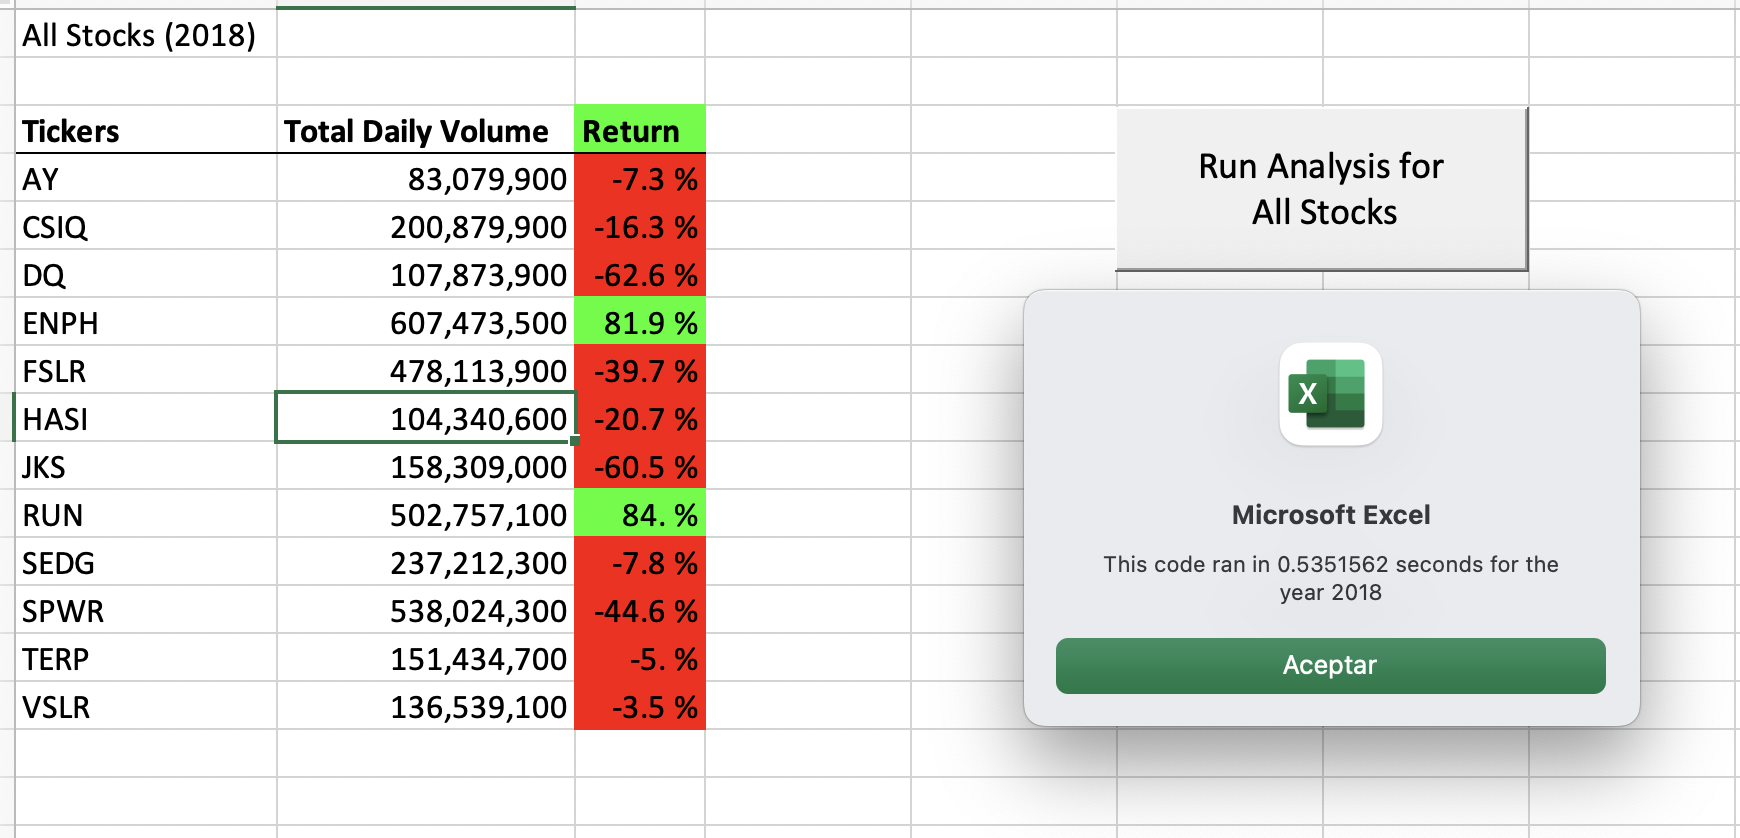 All Stocks (2018)
Tickers Total Daily Volume Return
AY 83,079,900 -7.3 %
CSIQ 200,879,900 -16.3 %
DQ 107,873,900 -62.6 %
ENPH 607,473,500 81.9 %
FSLR 478,113,900 -39.7 %
HASI 104,340,600 -20.7 %
JKS 158,309,000 -60.5 %
RUN 502,757,100 84. %
SEDG 237,212,300 -7.8 %
SPWR 538,024,300 -44.6 %
TERP 151,434,700 -5. %
VSLR 136,539,100 -3.5 %
Run Analysis for
All Stocks
X
Microsoft Excel
This code ran in 0.5351562 seconds for the
year 2018
Aceptar